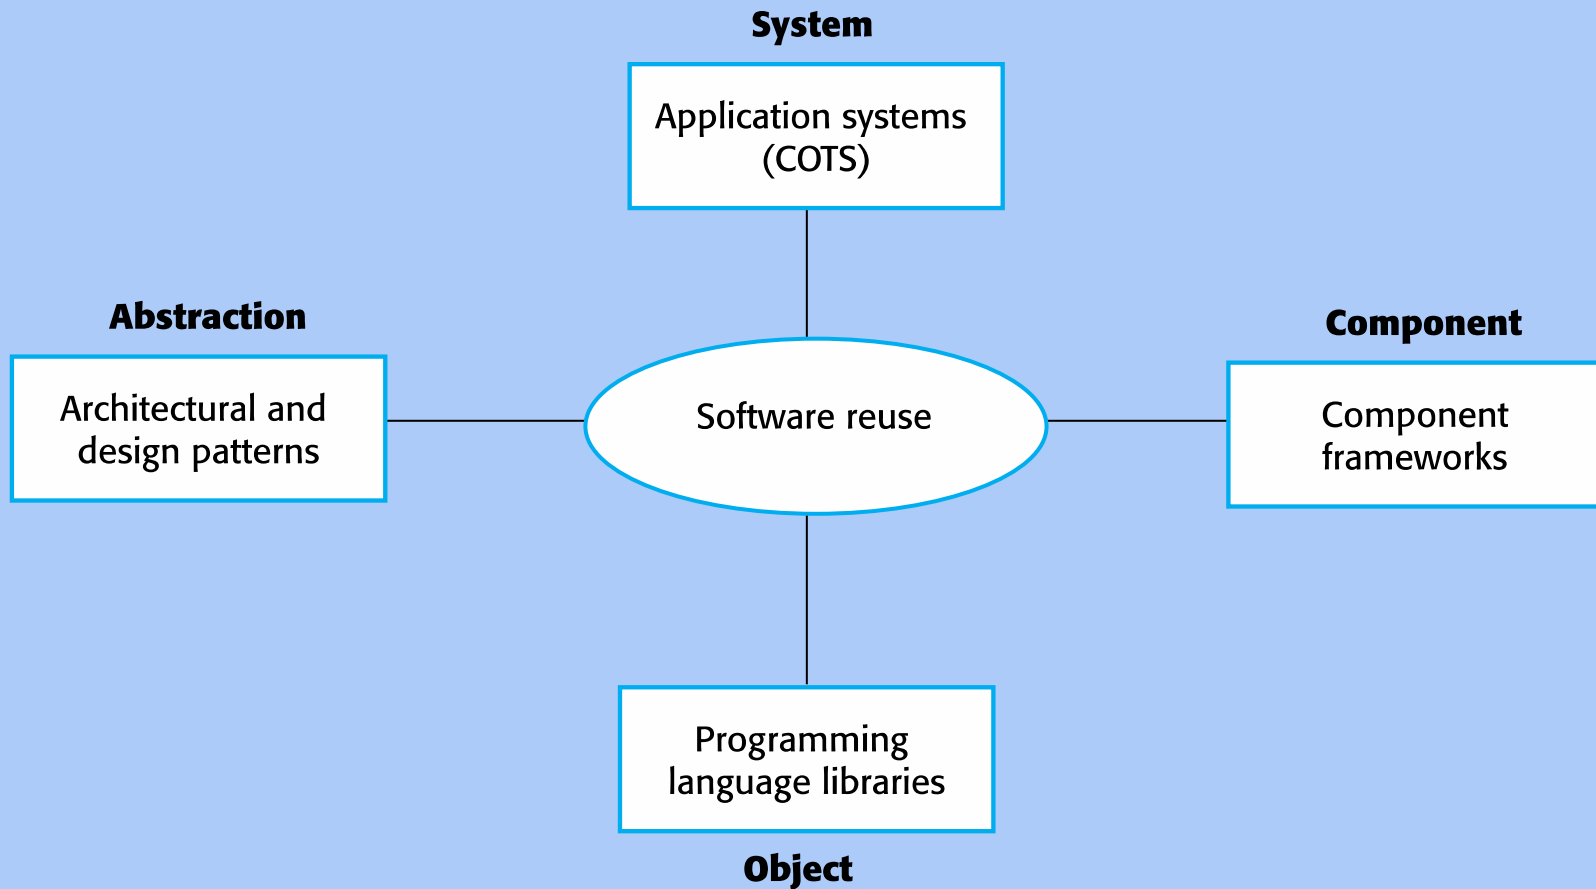 System
Application systems
(COTS)
Abstraction
Architectural and
design patterns
Software reuse
Component
Component
frameworks
Programming
language libraries
Object